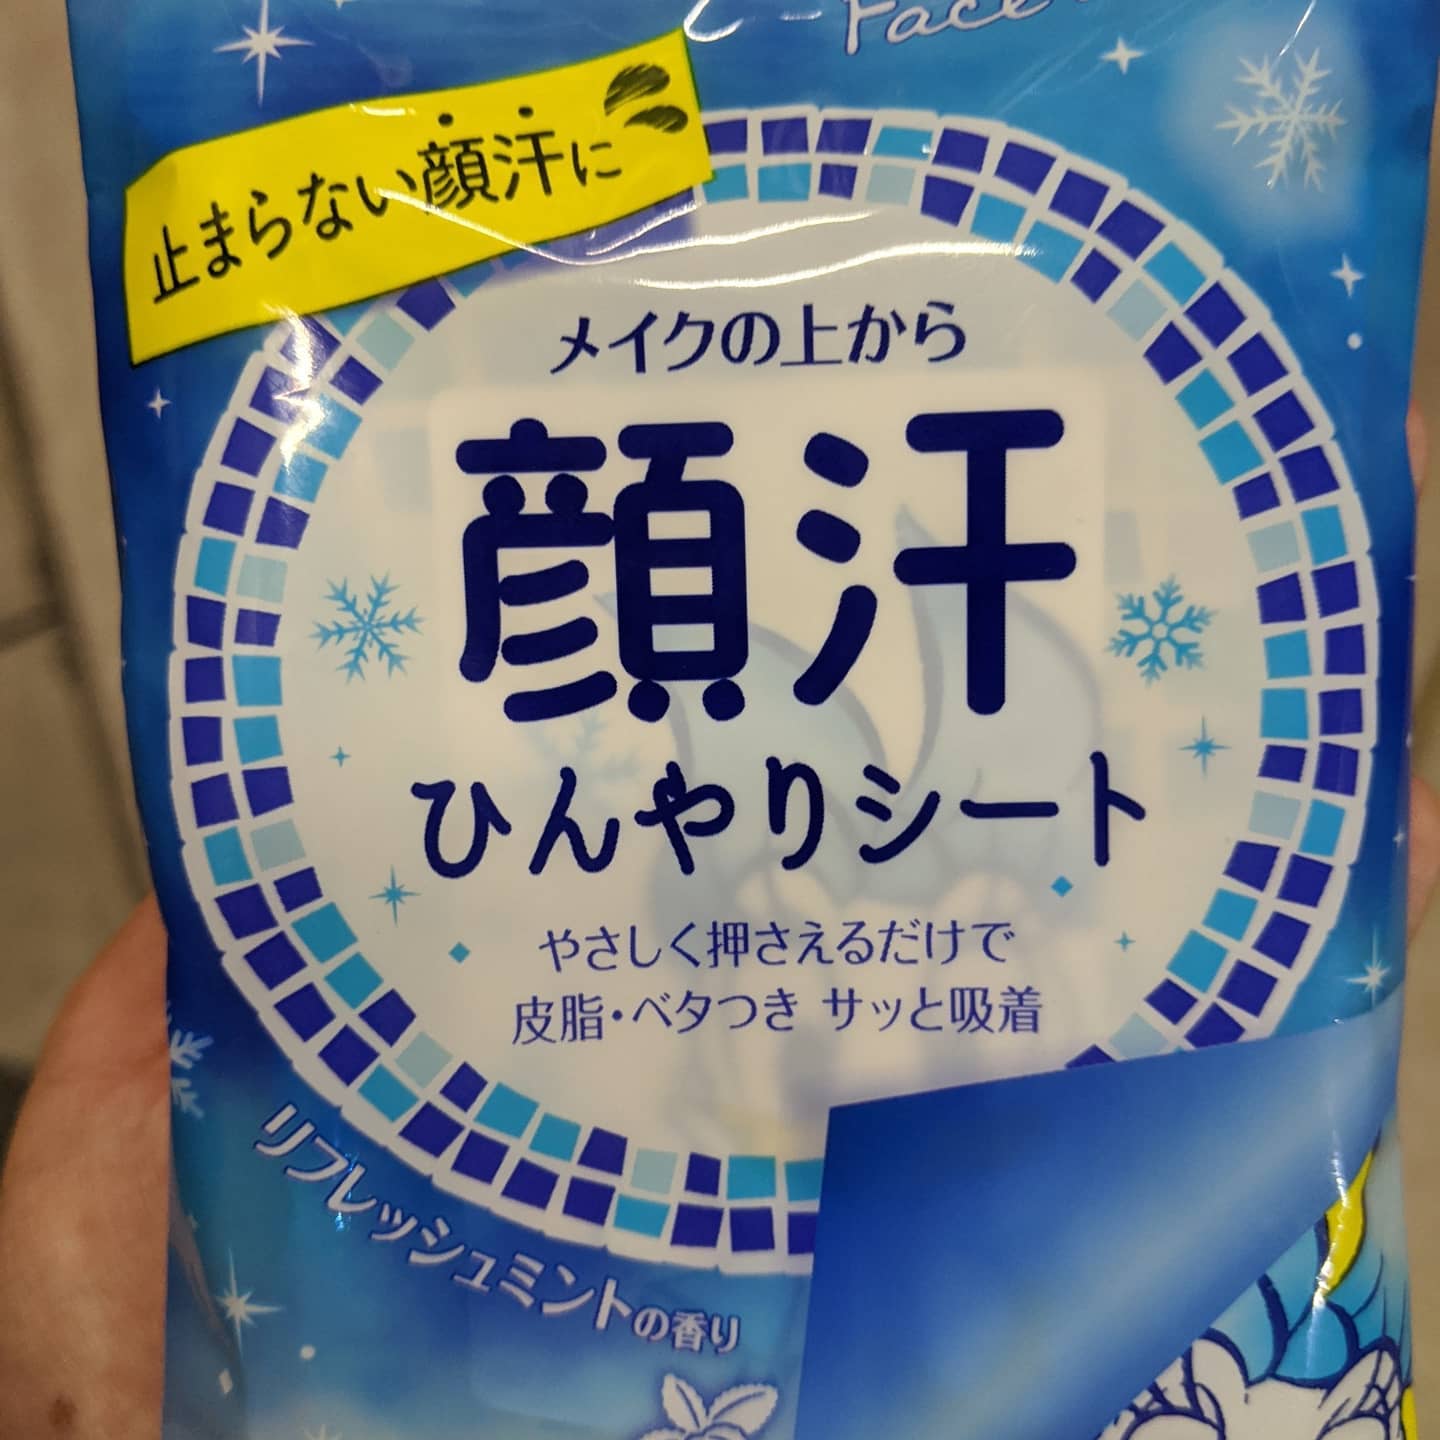 Face
止まらない顔汗に
メイクの上から
顔汗
ひんやりシート
やさしく押さえるだけで
皮脂・ベタつき サッと吸着
リフレッシュミントの香り